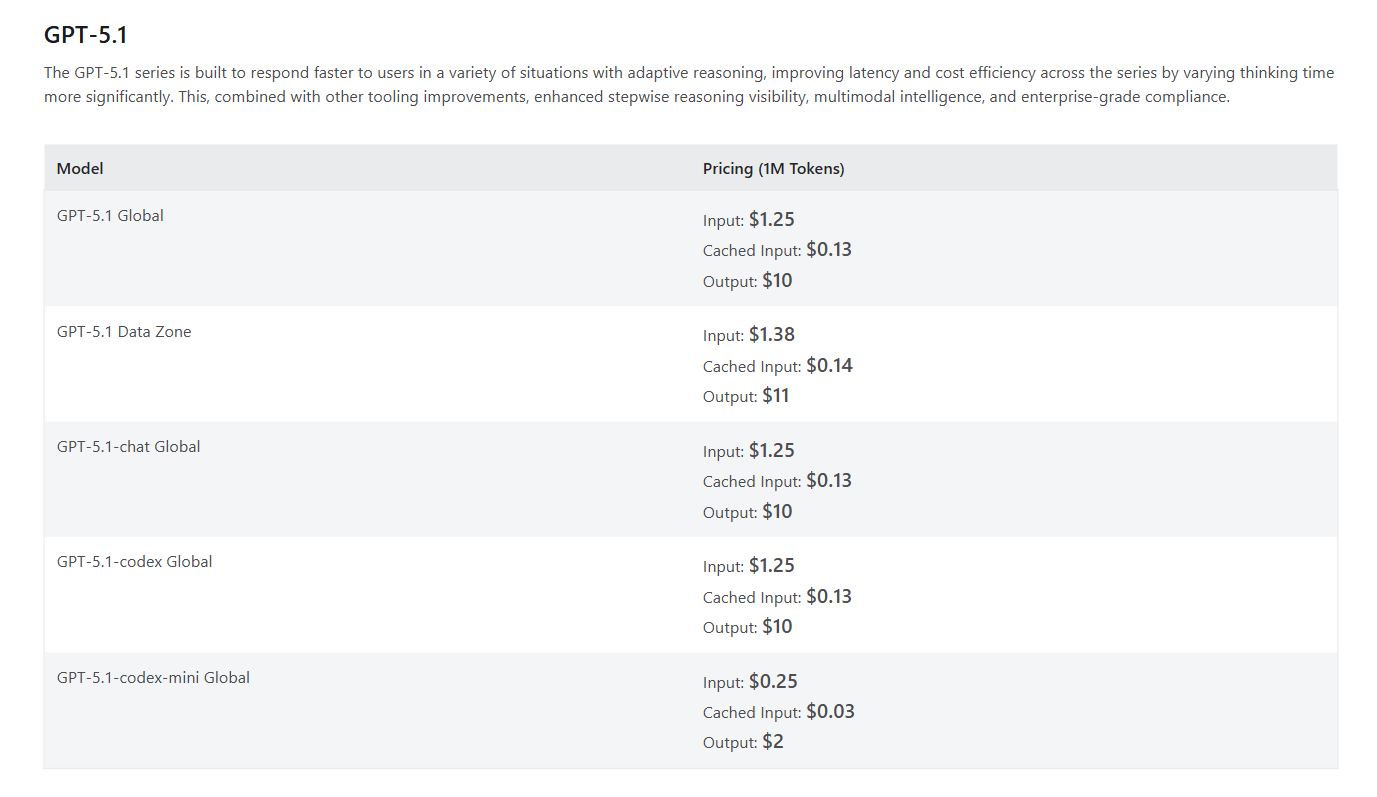 GPT-5.1
The GPT-5.1 series is built to respond faster to users in a variety of situations with adaptive reasoning, improving latency and cost efficiency across the series by varying thinking time
more significantly. This, combined with other tooling improvements, enhanced stepwise reasoning visibility, multimodal intelligence, and enterprise-grade compliance.
Model Pricing (1M Tokens)
GPT-5.1 Global Input: $1.25
Cached Input: $0.13
Output: $10
GPT-5.1 Data Zone Input: $1.38
Cached Input: $0.14
Output: $11
GPT-5.1-chat Global Input: $1.25
Cached Input: $0.13
Output: $10
GPT-5.1-codex Global Input: $1.25
Cached Input: $0.13
Output: $10
GPT-5.1-codex-mini Global Input: $0.25
Cached Input: $0.03
Output: $2